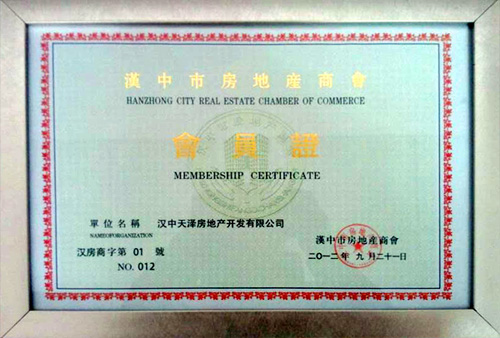 漢中市房地産商會
HANZHONG CITY REAL ESTATE CHAMBER OF COMMERCE
會員證
MEMBERSHIP CERTIFICATE
單位名稱 汉中天泽房地产开发有限公司
NAMEOFORGANIZATION
汉房商字第 01 號
NO. 012
漢中市房地産商會
二〇一二年 九月二十一日